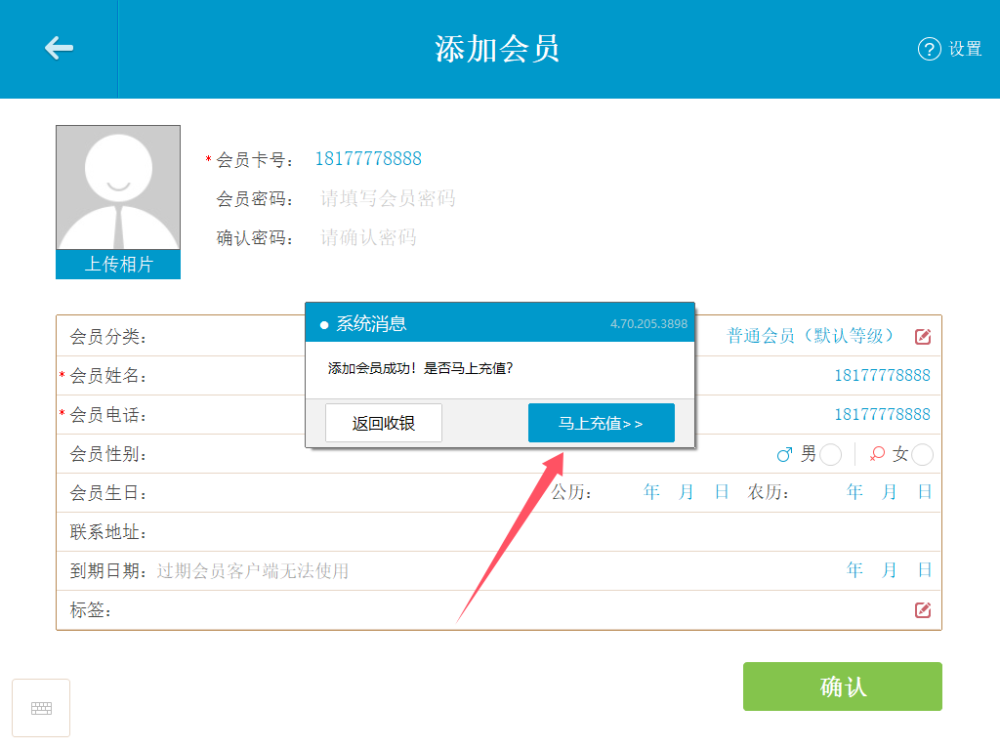 添加会员
? 设置
上传相片
* 会员卡号： 18177778888
会员密码： 请填写会员密码
确认密码： 请确认密码
系统消息 4.70.205.3898
添加会员成功！是否马上充值？
返回收银 马上充值>>
会员分类： 普通会员（默认等级）
* 会员姓名： 18177778888
* 会员电话： 18177778888
会员性别： 男 女
会员生日： 公历： 年 月 日 农历： 年 月 日
联系地址：
到期日期： 过期会员客户端无法使用 年 月 日
标签：
确认